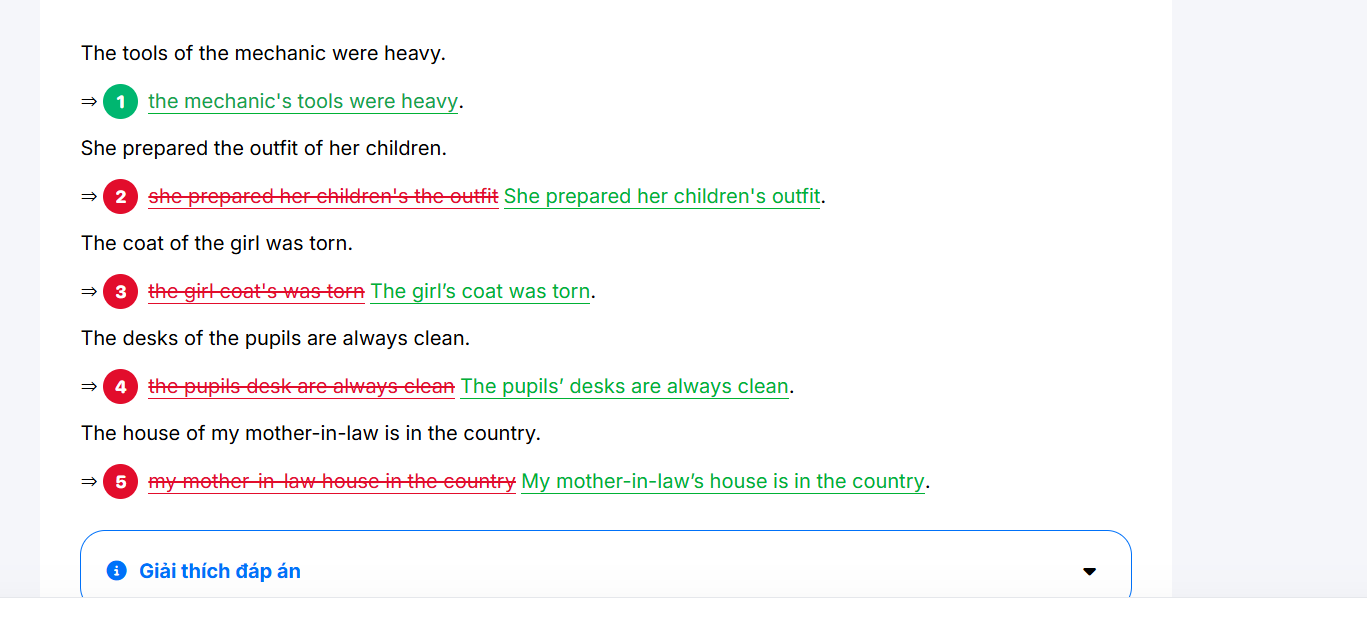 The tools of the mechanic were heavy.
⇒ 1 the mechanic's tools were heavy.
She prepared the outfit of her children.
⇒ 2 she prepared her children's the outfit She prepared her children's outfit.
The coat of the girl was torn.
⇒ 3 the girl coat's was torn The girl’s coat was torn.
The desks of the pupils are always clean.
⇒ 4 the pupils desk are always clean The pupils’ desks are always clean.
The house of my mother-in-law is in the country.
⇒ 5 my mother-in-law house in the country My mother-in-law’s house is in the country.
Giải thích đáp án